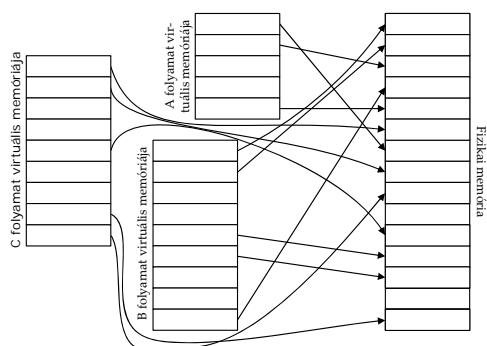 C folyamat virtuális memóriája
A folyamat vir-
tuális memóriája
B folyamat virtuális memóriája
Fizikai memória